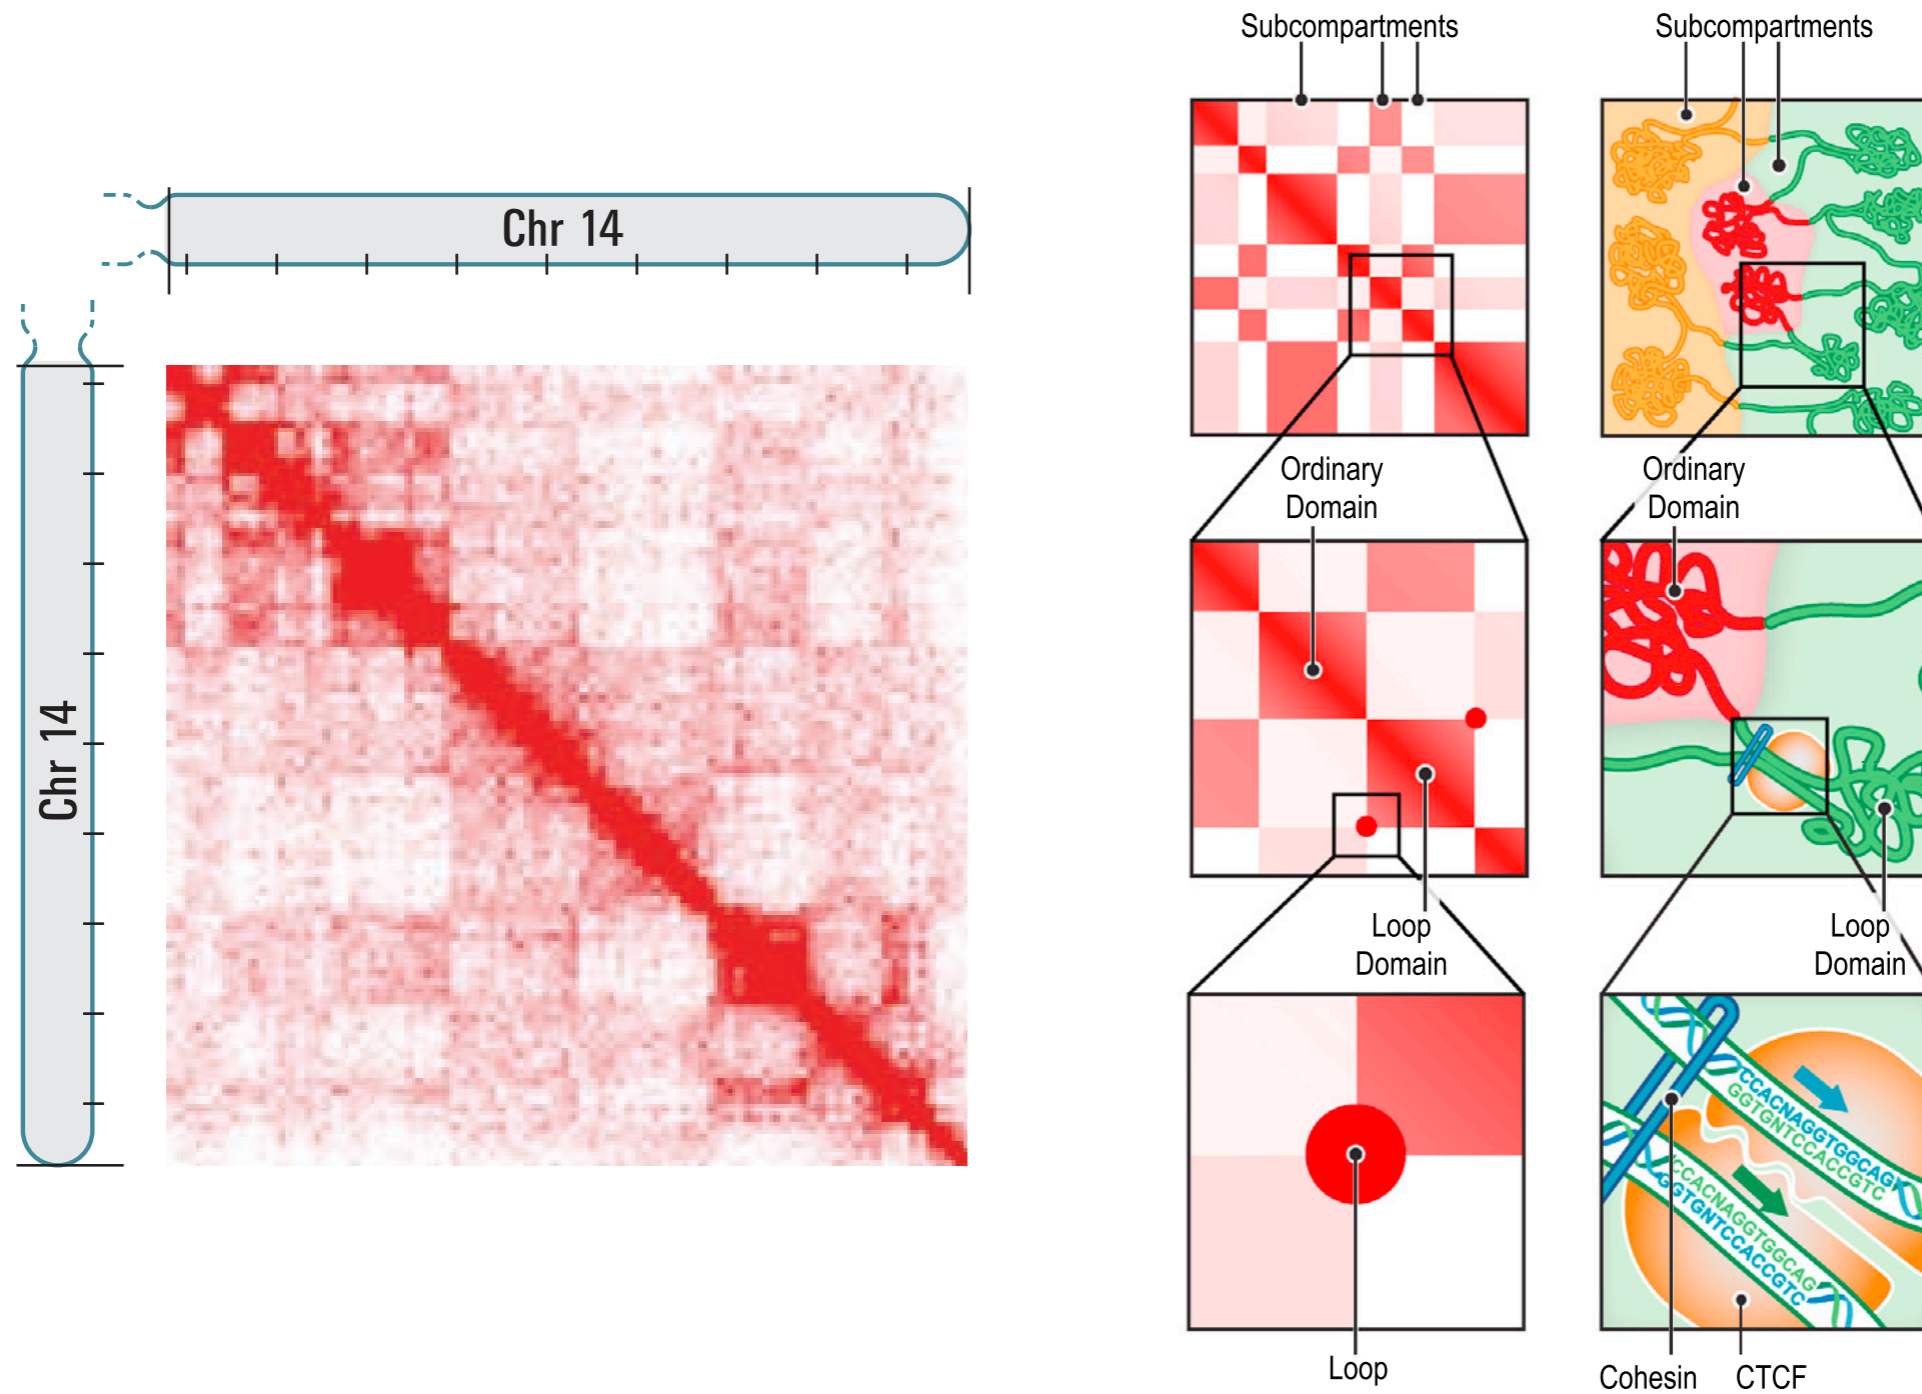 Subcompartments
Subcompartments
Chr 14
Chr 14
Ordinary
Domain
Ordinary
Domain
Loop
Domain
Loop
Domain
CCACNAGGTGGCAG
GGTGNTCCACCGTC
CCACNAGGTGGCAG
GGTGNTCCACCGTC
Loop
Cohesin
CTCF